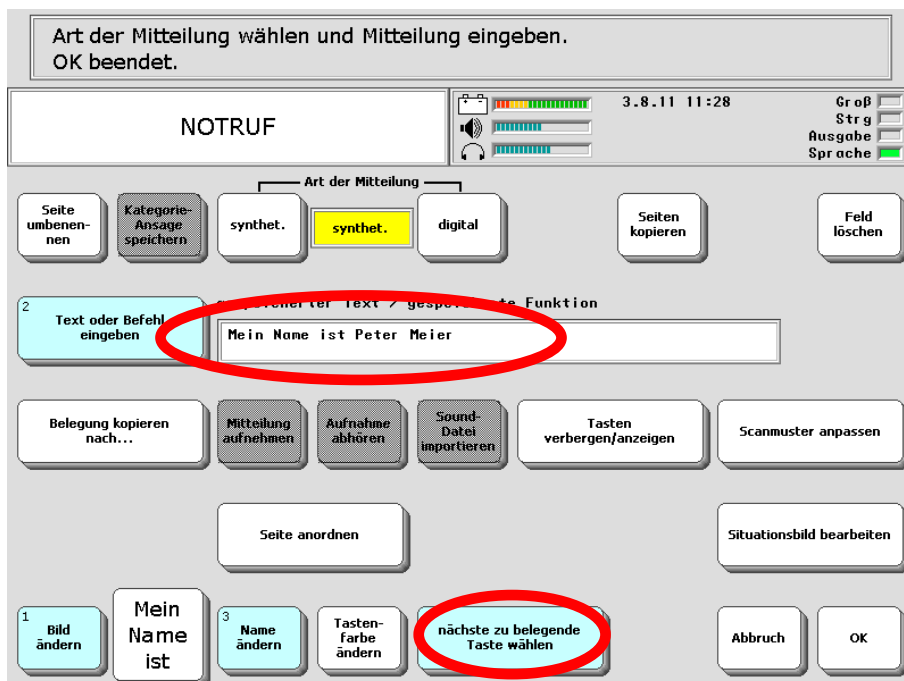 Art der Mitteilung wählen und Mitteilung eingeben.
OK beendet.
NOTRUF
3.8.11 11:28
Groß
Strg
Ausgabe
Sprache
Art der Mitteilung
Seite
umbenen-
nen
Kategorie-
Ansage
speichern
synthet.
synthet.
digital
Seiten
kopieren
Feld
löschen
2
Text oder Befehl
eingeben
gespeicherter Text / gespeicherte Funktion
Mein Name ist Peter Meier
Belegung kopieren
nach...
Mitteilung
aufnehmen
Aufnahme
abhören
Sound-
Datei
importieren
Tasten
verbergen/anzeigen
Scanmuster anpassen
Seite anordnen
Situationsbild bearbeiten
1
Bild
ändern
Mein
Name
ist
3
Name
ändern
Tasten-
farbe
ändern
nächste zu belegende
Taste wählen
Abbruch
OK